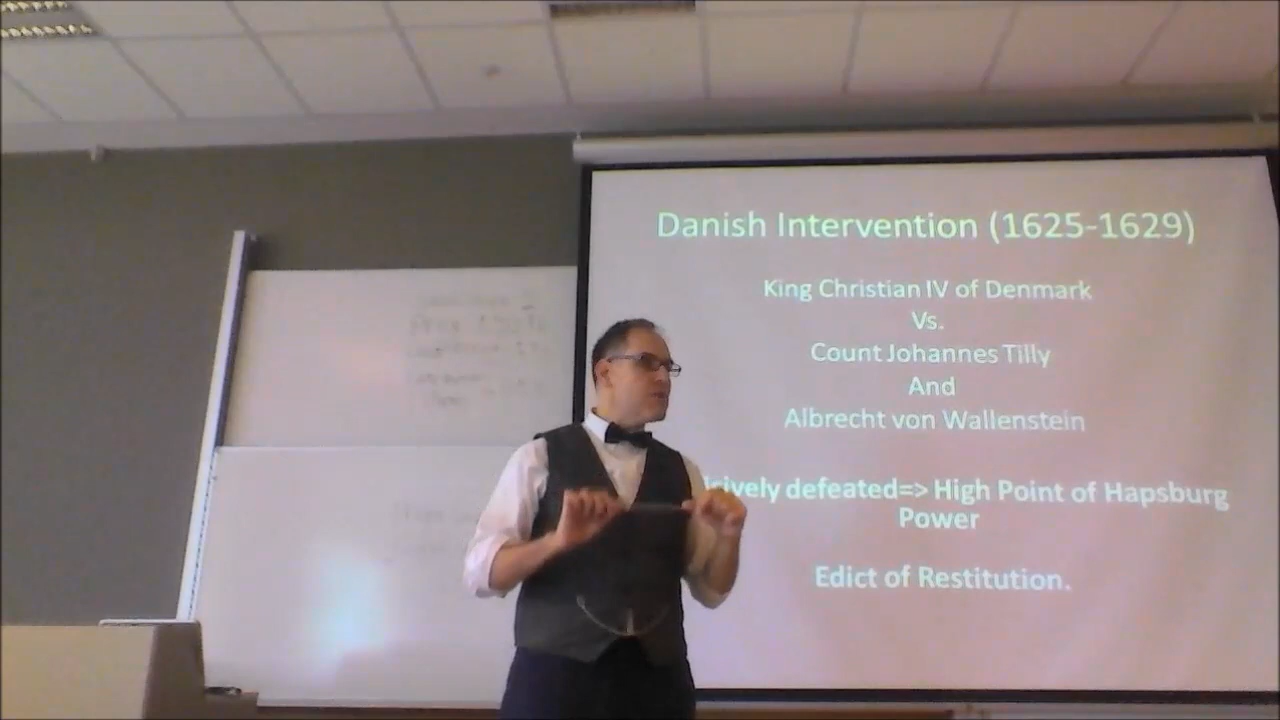 Danish Intervention (1625-1629)
King Christian IV of Denmark
Vs.
Count Johannes Tilly
And
Albrecht von Wallenstein
defeated=> High Point of Hapsburg
Power
Edict of Restitution.